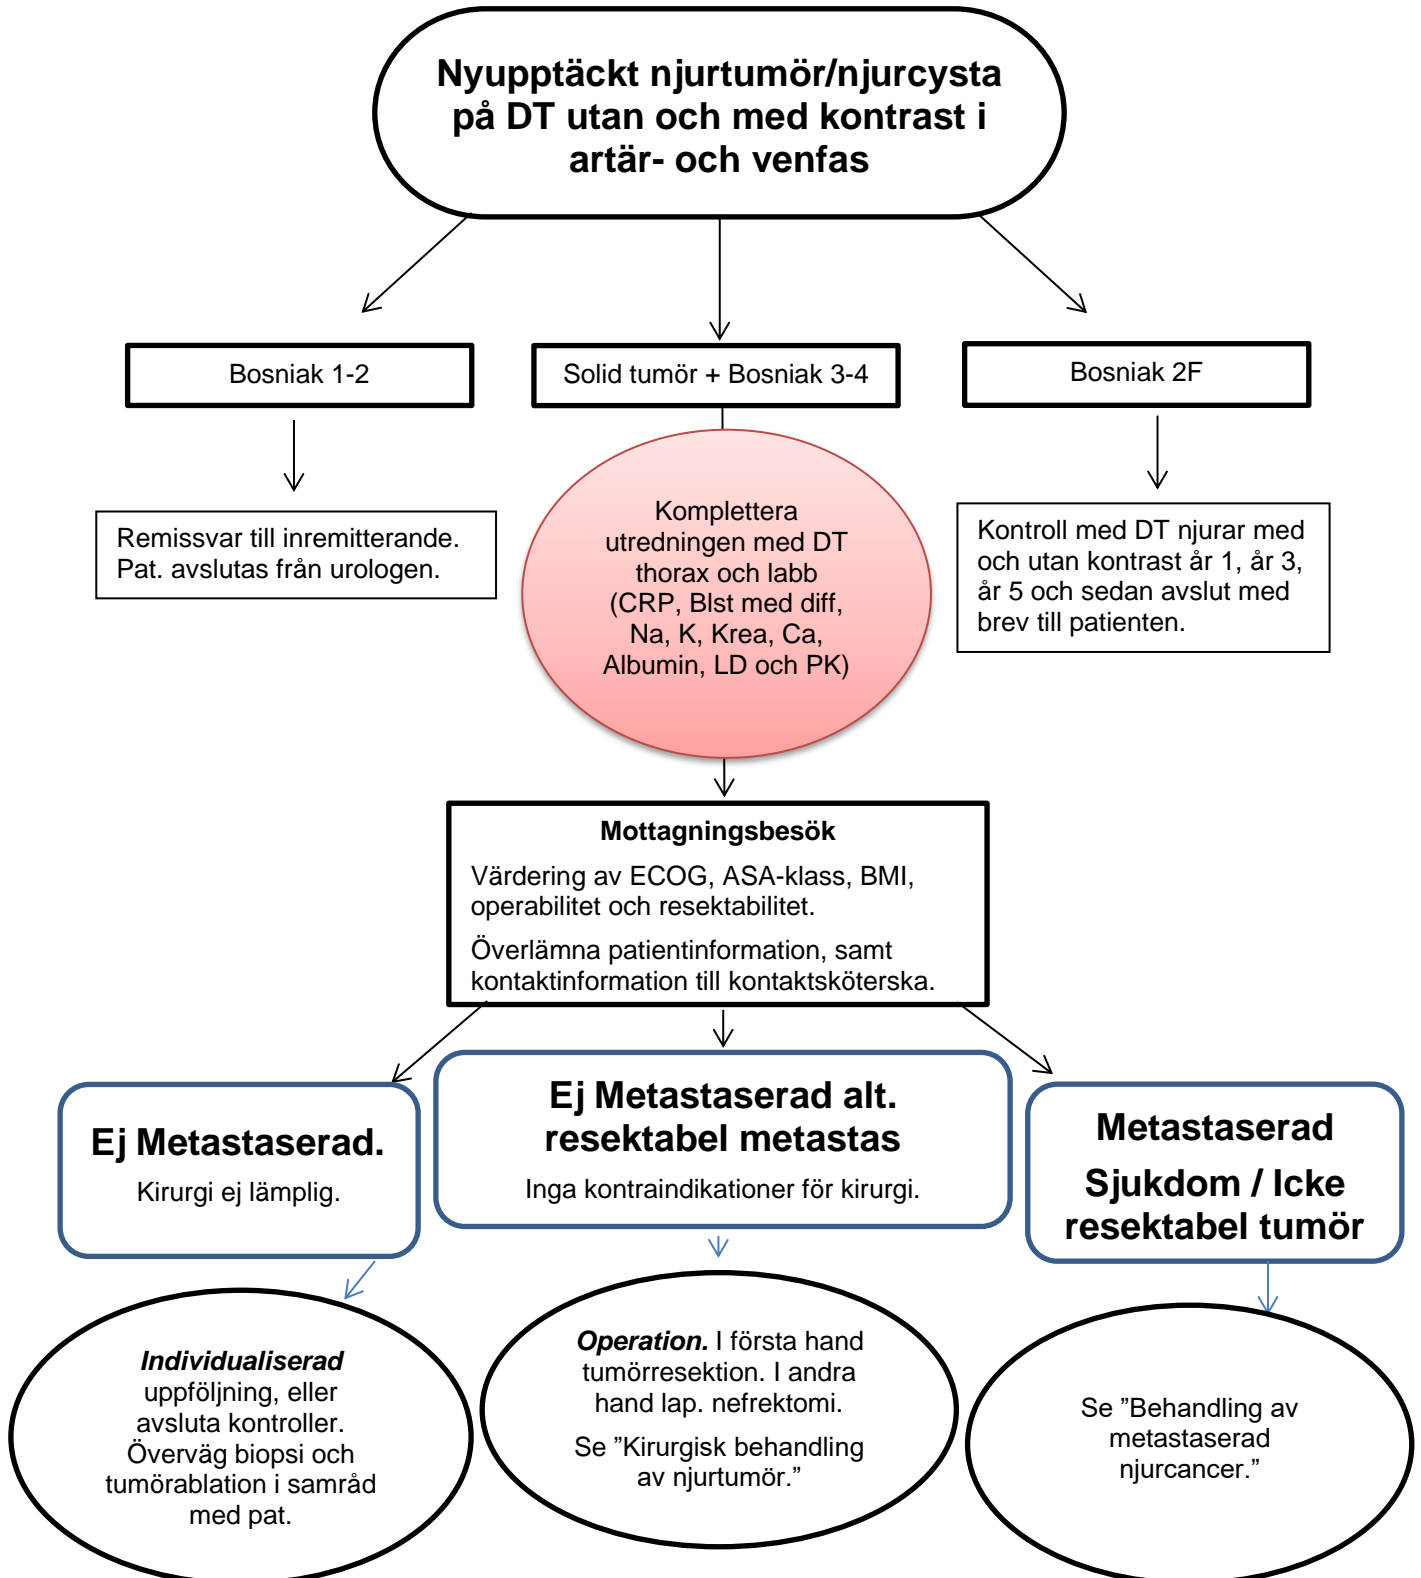 Nyupptäckt njurtumör/njurcysta
på DT utan och med kontrast i
artär- och venfas
Bosniak 1-2
Solid tumör + Bosniak 3-4
Bosniak 2F
Remissvar till inremitterande.
Pat. avslutas från urologen.
Komplettera
utredningen med DT
thorax och labb
(CRP, Blst med diff,
Na, K, Krea, Ca,
Albumin, LD och PK)
Kontroll med DT njurar med
och utan kontrast år 1, år 3,
år 5 och sedan avslut med
brev till patienten.
Mottagningsbesök
Värdering av ECOG, ASA-klass, BMI,
operabilitet och resektabilitet.
Överlämna patientinformation, samt
kontaktinformation till kontaktsköterska.
Ej Metastaserad.
Kirurgi ej lämplig.
Ej Metastaserad alt.
resektabel metastas
Inga kontraindikationer för kirurgi.
Metastaserad
Sjukdom / Icke
resektabel tumör
Individualiserad
uppföljning, eller
avsluta kontroller.
Överväg biopsi och
tumörablation i samråd
med pat.
Operation. I första hand
tumörresektion. I andra
hand lap. nefrektomi.
Se ”Kirurgisk behandling
av njurtumör.”
Se ”Behandling av
metastaserad
njurcancer.”